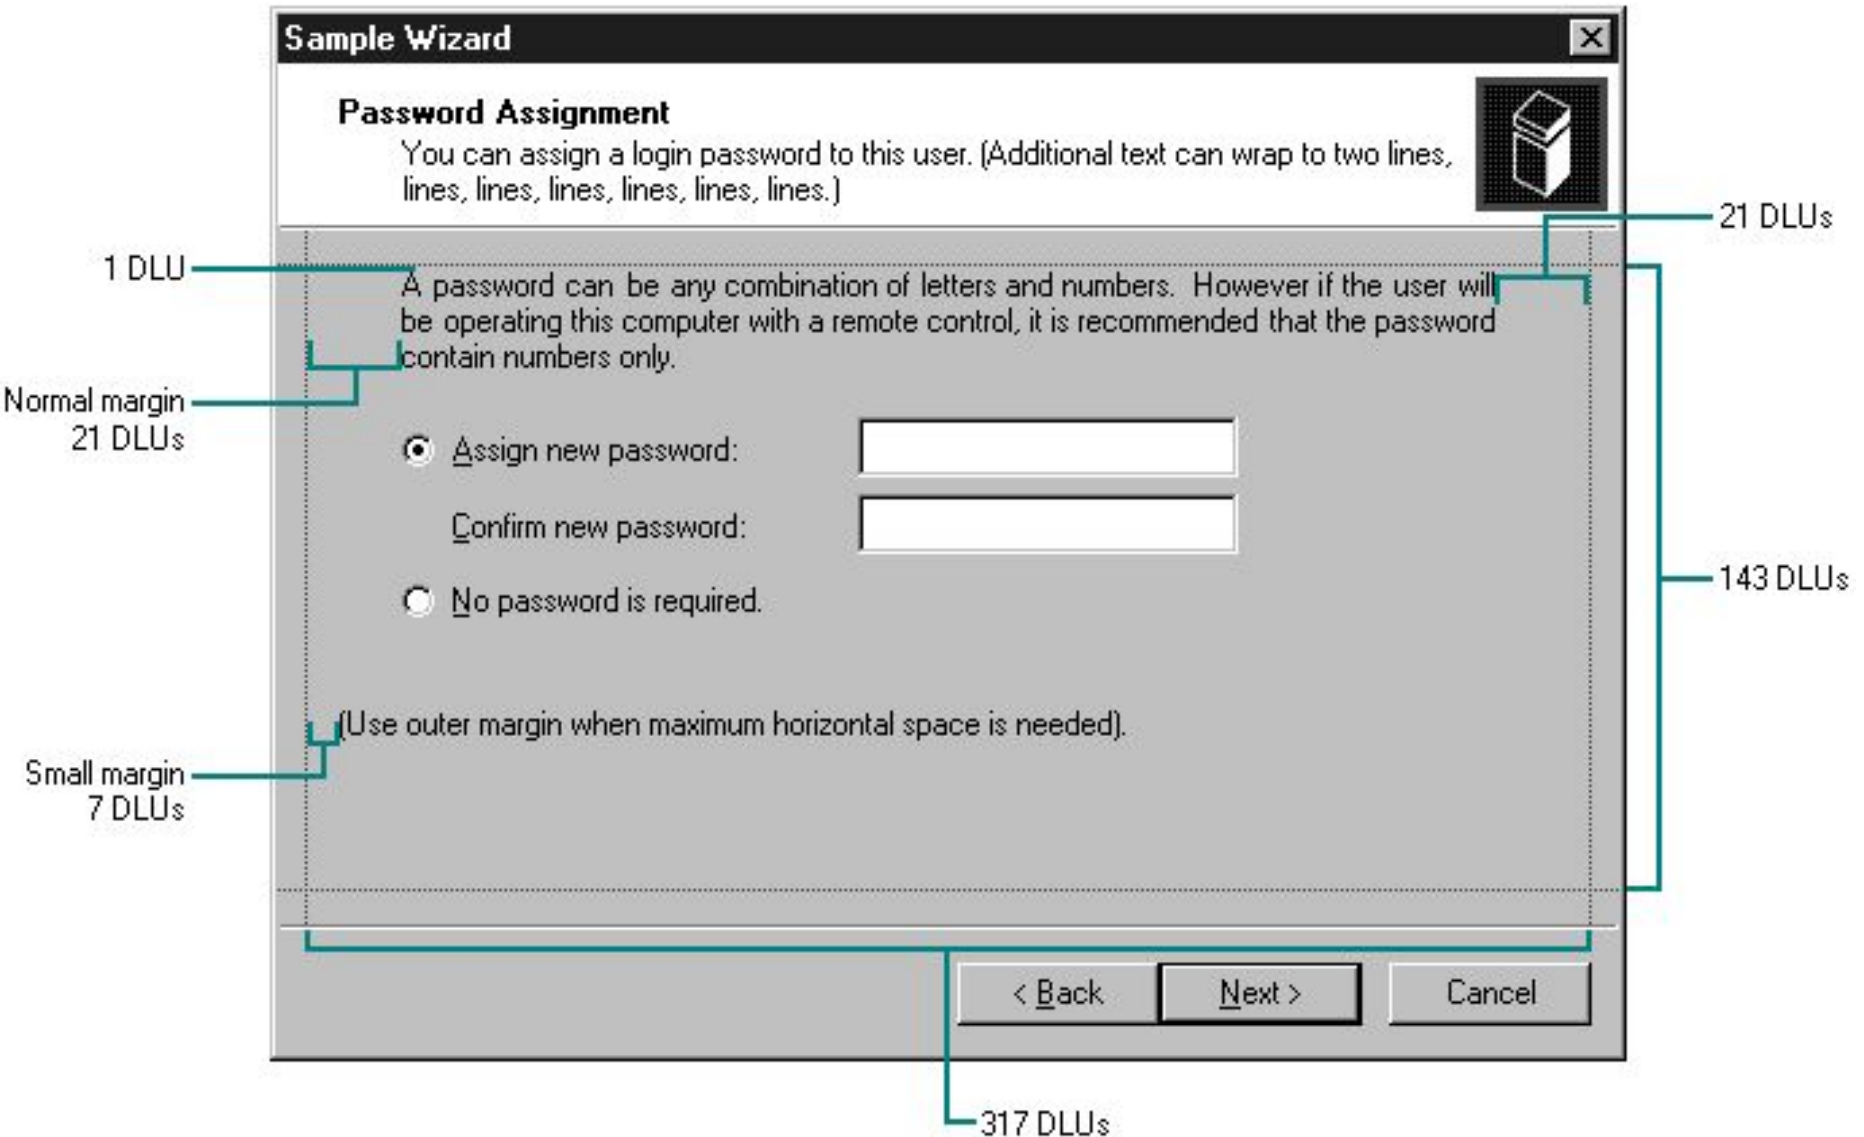 Sample Wizard
Password Assignment
You can assign a login password to this user. (Additional text can wrap to two lines,
lines, lines, lines, lines, lines, lines.)
21 DLUs
1 DLU
A password can be any combination of letters and numbers. However if the user will
be operating this computer with a remote control, it is recommended that the password
contain numbers only.
Normal margin
21 DLUs
Assign new password:
Confirm new password:
143 DLUs
No password is required.
(Use outer margin when maximum horizontal space is needed).
Small margin
7 DLUs
< Back
Next >
Cancel
317 DLUs